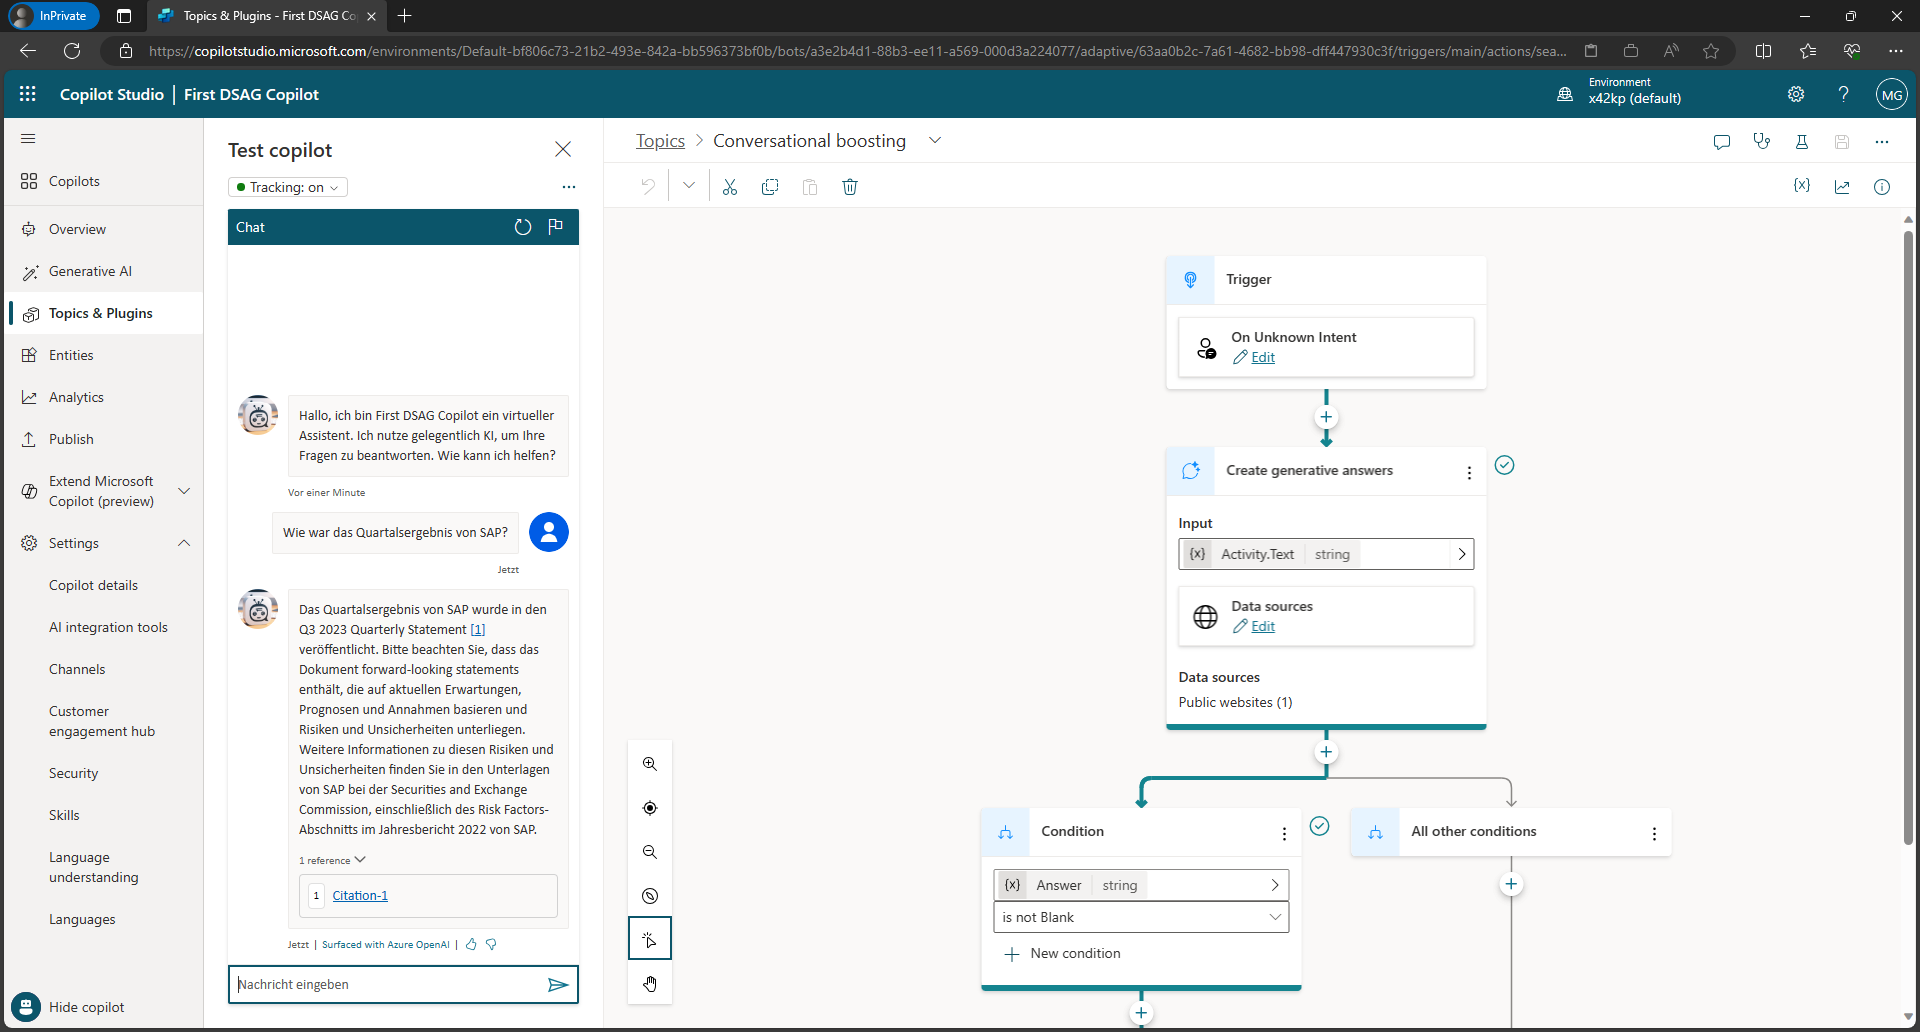 InPrivate
Topics & Plugins - First DSAG Co
https://copilotstudio.microsoft.com/environments/Default-bf806c73-21b2-493e-842a-bb596373bf0b/bots/a3e2b4d1-88b3-ee11-a569-000d3a224077/adaptive/63aa0b2c-7a61-4682-bb98-dff447930c3f/triggers/main/actions/sea...
Copilot Studio | First DSAG Copilot
Environment
x42kp (default)
MG
Copilots
Overview
Generative AI
Topics & Plugins
Entities
Analytics
Publish
Extend Microsoft
Copilot (preview)
Settings
Copilot details
AI integration tools
Channels
Customer
engagement hub
Security
Skills
Language
understanding
Languages
Hide copilot
Test copilot
Tracking: on
Chat
Hallo, ich bin First DSAG Copilot ein virtueller
Assistent. Ich nutze gelegentlich KI, um Ihre
Fragen zu beantworten. Wie kann ich helfen?
Vor einer Minute
Wie war das Quartalsergebnis von SAP?
Jetzt
Das Quartalsergebnis von SAP wurde in den
Q3 2023 Quarterly Statement [1]
veröffentlicht. Bitte beachten Sie, dass das
Dokument forward-looking statements
enthält, die auf aktuellen Erwartungen,
Prognosen und Annahmen basieren und
Risiken und Unsicherheiten unterliegen.
Weitere Informationen zu diesen Risiken und
Unsicherheiten finden Sie in den Unterlagen
von SAP bei der Securities and Exchange
Commission, einschließlich des Risk Factors-
Abschnitts im Jahresbericht 2022 von SAP.
1 reference
1 Citation-1
Jetzt | Surfaced with Azure OpenAI |
Nachricht eingeben
Topics > Conversational boosting
{x}
Trigger
On Unknown Intent
Edit
Create generative answers
Input
{x} Activity.Text string
Data sources
Edit
Data sources
Public websites (1)
Condition
{x} Answer string
is not Blank
New condition
All other conditions